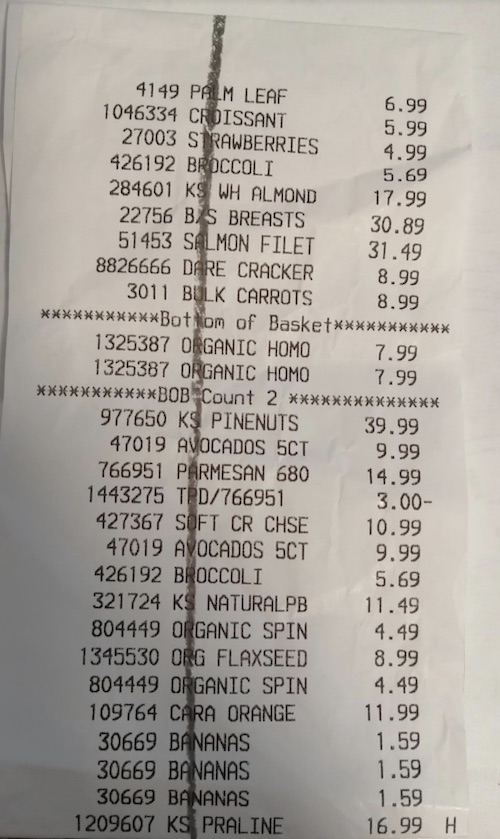 4149 PALM LEAF 6.99
1046334 CROISSANT 5.99
27003 STRAWBERRIES 4.99
426192 BROCCOLI 5.69
284601 KS WH ALMOND 17.99
22756 B/S BREASTS 30.89
51453 SALMON FILET 31.49
8826666 DARE CRACKER 8.99
3011 BULK CARROTS 8.99
***********Bottom of Basket***********
1325387 ORGANIC HOMO 7.99
1325387 ORGANIC HOMO 7.99
***********BOB Count 2 **************
977650 KS PINENUTS 39.99
47019 AVOCADOS 5CT 9.99
766951 PARMESAN 680 14.99
1443275 TPD/766951 3.00-
427367 SOFT CR CHSE 10.99
47019 AVOCADOS 5CT 9.99
426192 BROCCOLI 5.69
321724 KS NATURALPB 11.49
804449 ORGANIC SPIN 4.49
1345530 ORG FLAXSEED 8.99
804449 ORGANIC SPIN 4.49
109764 CARA ORANGE 11.99
30669 BANANAS 1.59
30669 BANANAS 1.59
30669 BANANAS 1.59
1209607 KS PRALINE 16.99 H